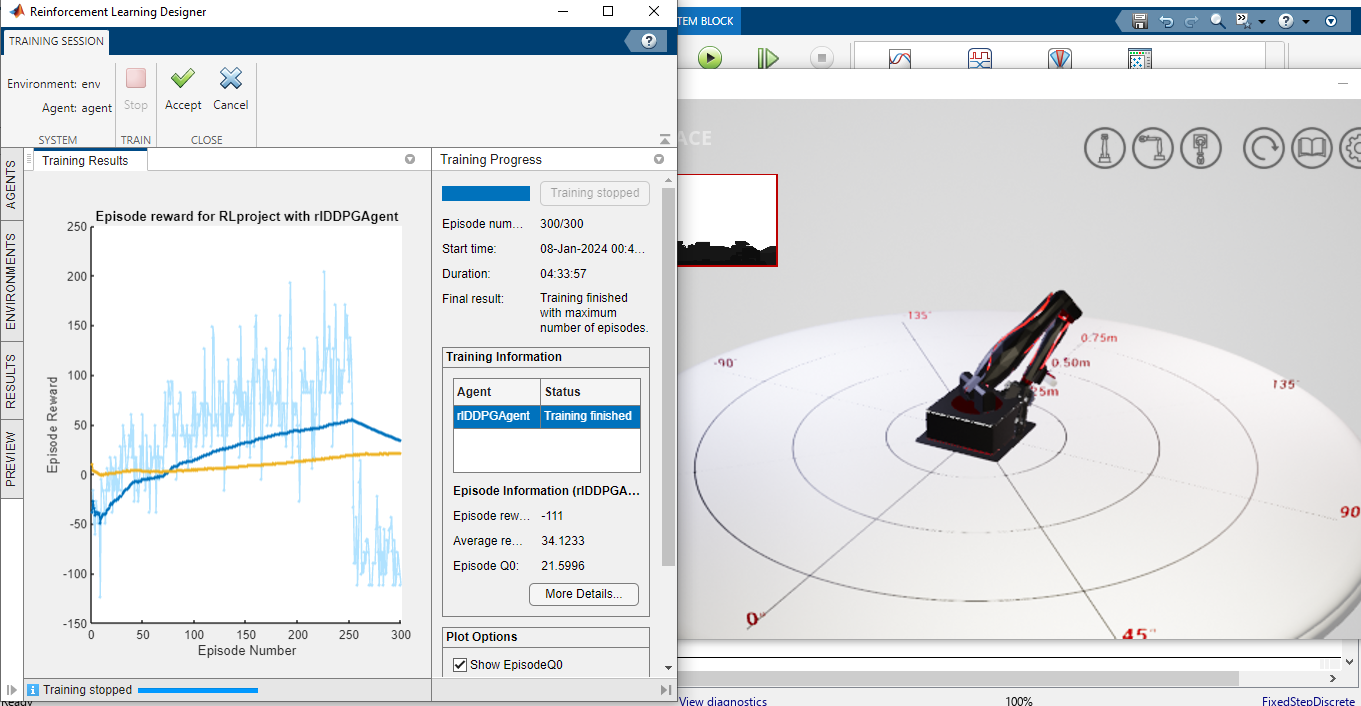 Reinforcement Learning Designer
TRAINING SESSION
Environment: env
Agent: agent
Stop
Accept
Cancel
SYSTEM
TRAIN
CLOSE
AGENTS
ENVIRONMENTS
RESULTS
PREVIEW
Training Results
Episode reward for RLproject with rlDDPGAgent
250
200
150
100
50
0
-50
-100
-150
Episode Reward
0 50 100 150 200 250 300
Episode Number
Training Progress
Training stopped
Episode num... 300/300
Start time: 08-Jan-2024 00:4...
Duration: 04:33:57
Final result: Training finished
with maximum
number of episodes.
Training Information
Agent Status
rlDDPGAgent Training finished
Episode Information (rlDDPGA...
Episode rew... -111
Average re... 34.1233
Episode Q0: 21.5996
More Details...
Plot Options
Show EpisodeQ0
Training stopped
Ready
TEM BLOCK
ACE
135°
-90°
0.75m
0.50m
25m
135°
90°
0°
45°
View diagnostics
100%
FixedStepDiscrete